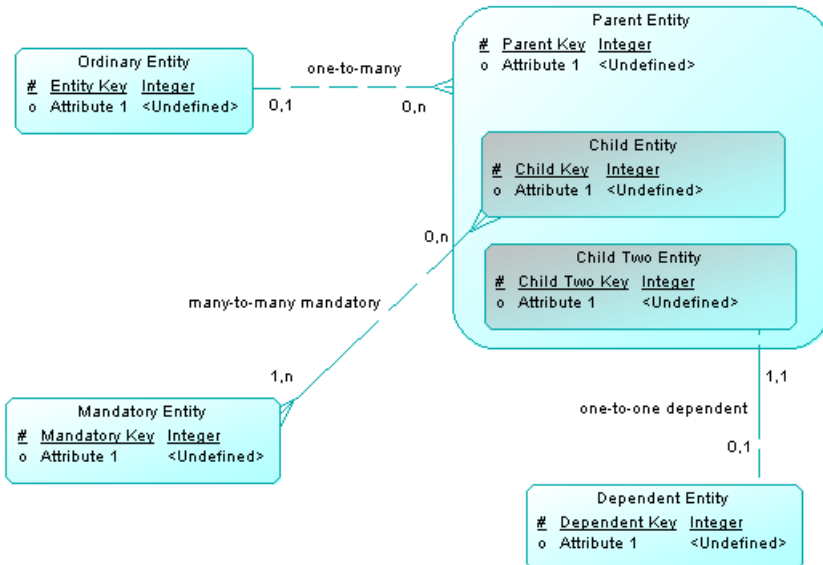 Parent Entity
# Parent Key Integer
o Attribute 1 <Undefined>
Ordinary Entity
# Entity Key Integer
o Attribute 1 <Undefined>
one-to-many
0,1
0,n
Child Entity
# Child Key Integer
o Attribute 1 <Undefined>
0,n
Child Two Entity
# Child Two Key Integer
o Attribute 1 <Undefined>
many-to-many mandatory
1,n
Mandatory Entity
# Mandatory Key Integer
o Attribute 1 <Undefined>
1,1
one-to-one dependent
0,1
Dependent Entity
# Dependent Key Integer
o Attribute 1 <Undefined>